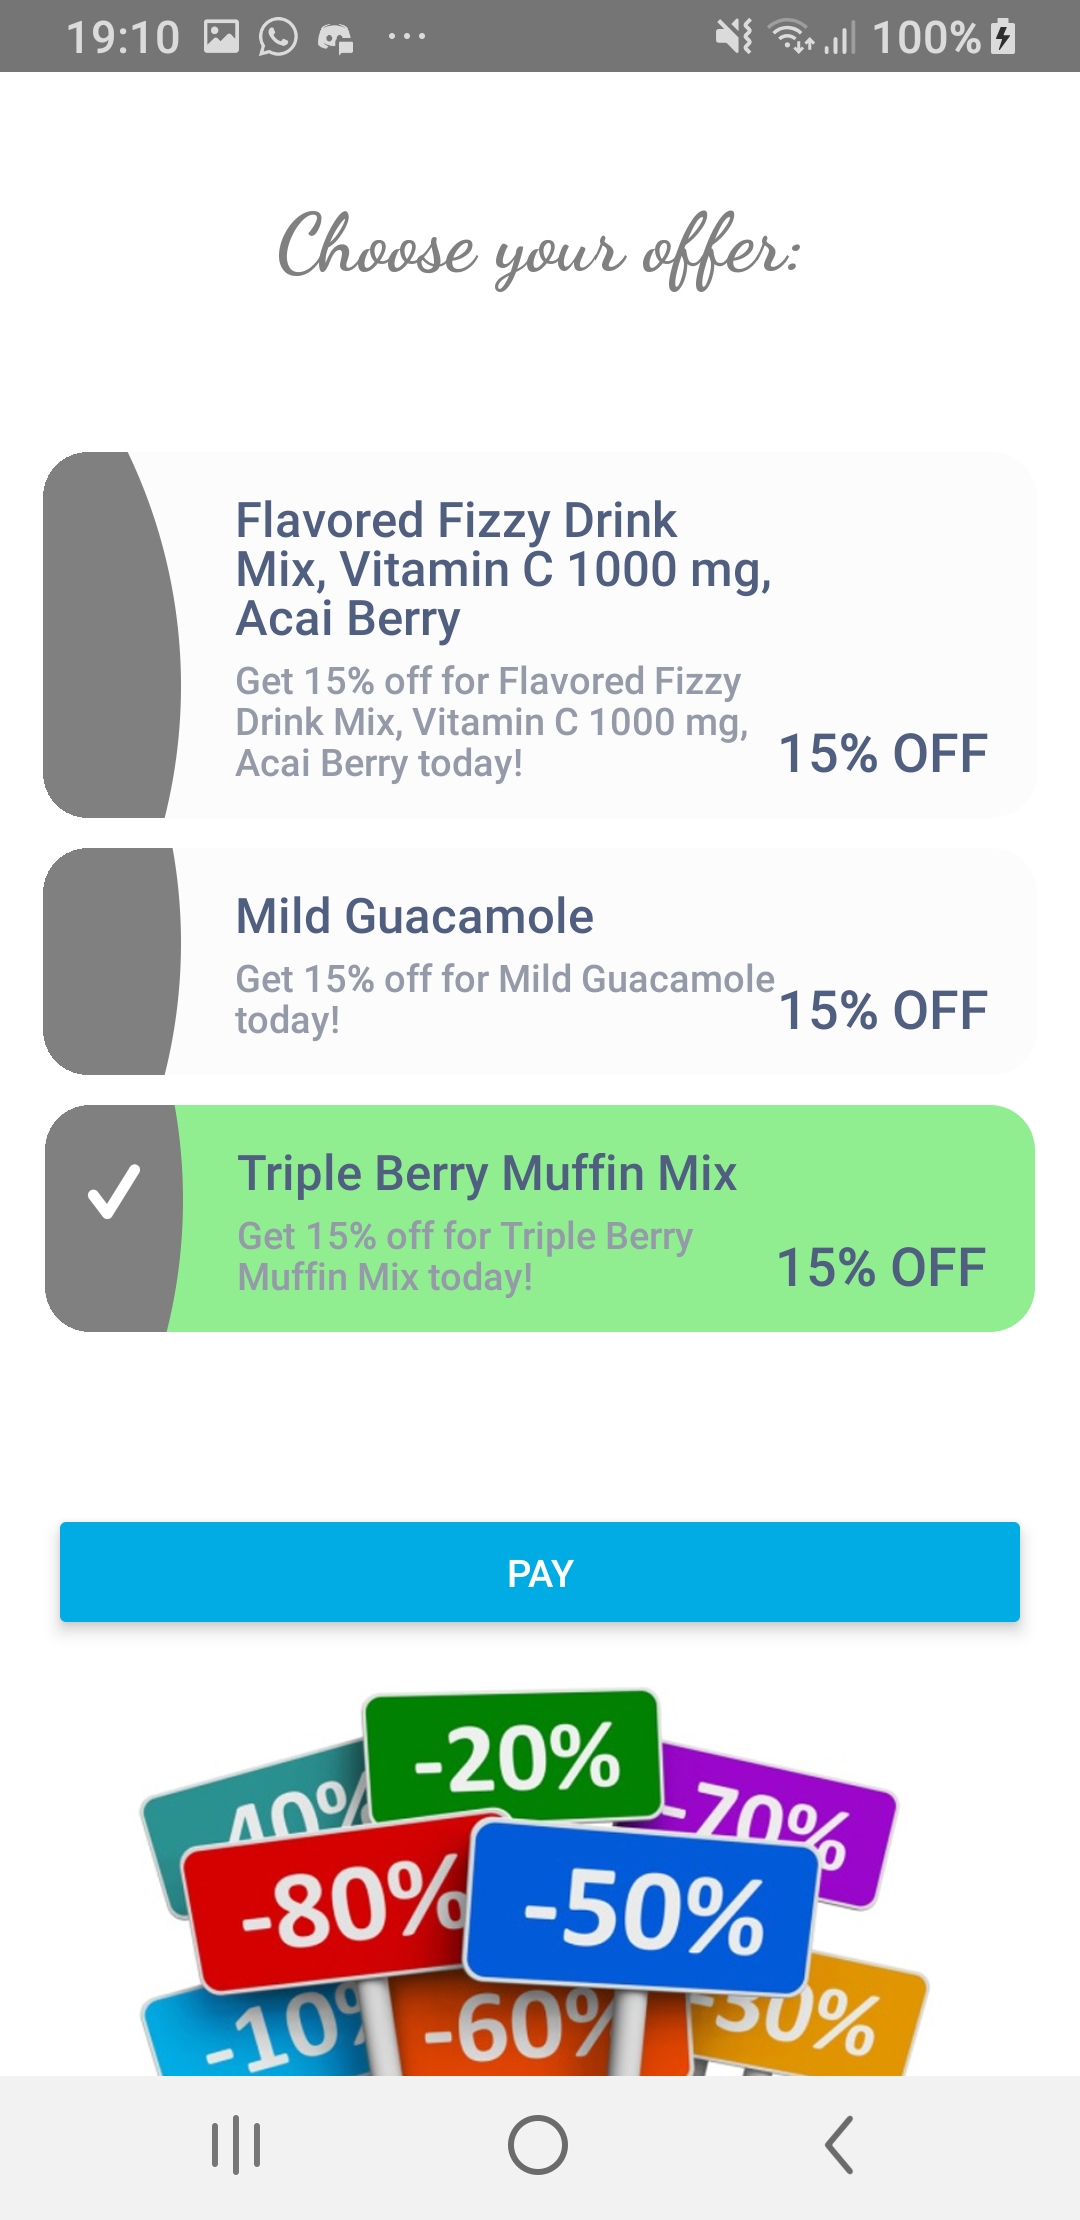 19:10
100%
Choose your offer:
Flavored Fizzy Drink
Mix, Vitamin C 1000 mg,
Acai Berry
Get 15% off for Flavored Fizzy
Drink Mix, Vitamin C 1000 mg,
Acai Berry today!
15% OFF
Mild Guacamole
Get 15% off for Mild Guacamole
today!
15% OFF
Triple Berry Muffin Mix
Get 15% off for Triple Berry
Muffin Mix today!
15% OFF
PAY
-20%
40%
-70%
-80%
-50%
-10%
-60%
-30%